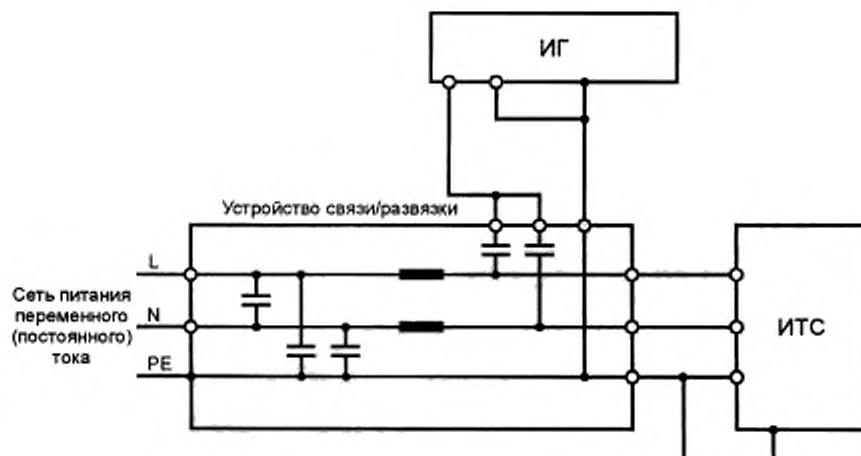 ИГ
Устройство связи/развязки
L
Сеть питания
переменного
(постоянного)
тока
N
PE
ИТС